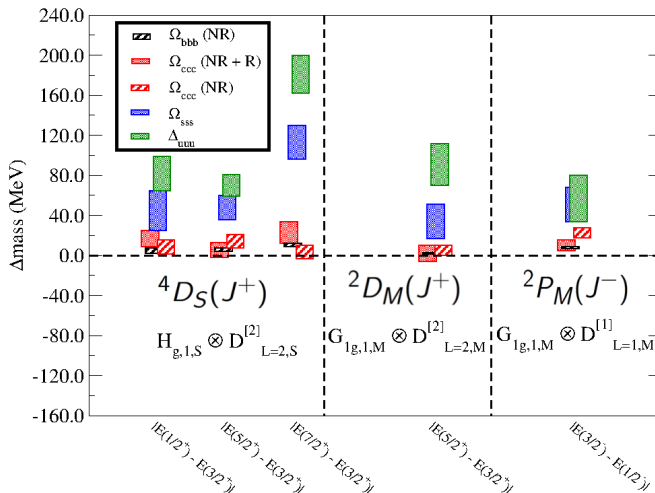 240.0
200.0
160.0
120.0
80.0
40.0
0.0
-40.0
-80.0
-120.0
-160.0
Δmass (MeV)
Ω_bbb (NR)
Ω_ccc (NR + R)
Ω_ccc (NR)
Ω_sss
Δ_uuu
⁴D_S(J⁺)
²D_M(J⁺)
²P_M(J⁻)
H_g,1,S ⊗ D^[2]_L=2,S
G_1g,1,M ⊗ D^[2]_L=2,M
G_1g,1,M ⊗ D^[1]_L=1,M
|E(1/2⁺) - E(3/2⁺)|
|E(5/2⁺) - E(3/2⁺)|
|E(7/2⁺) - E(3/2⁺)|
|E(5/2⁺) - E(3/2⁺)|
|E(3/2⁻) - E(1/2⁻)|